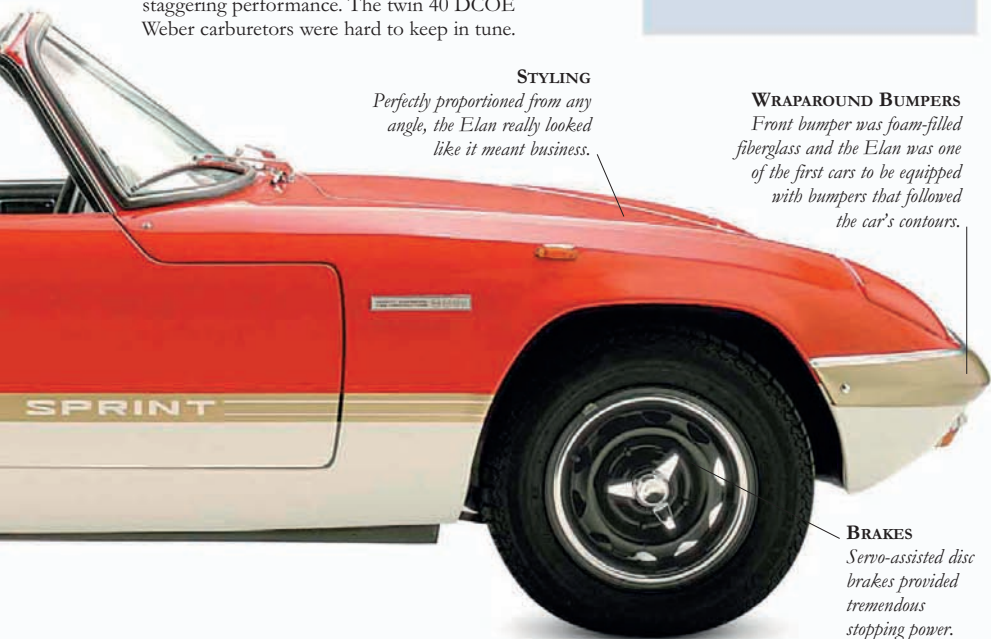 staggering performance. The twin 40 DCOE
Weber carburetors were hard to keep in tune.
STYLING
Perfectly proportioned from any
angle, the Elan really looked
like it meant business.
WRAPAROUND BUMPERS
Front bumper was foam-filled
fiberglass and the Elan was one
of the first cars to be equipped
with bumpers that followed
the car's contours.
SPRINT
BRAKES
Servo-assisted disc
brakes provided
tremendous
stopping power.